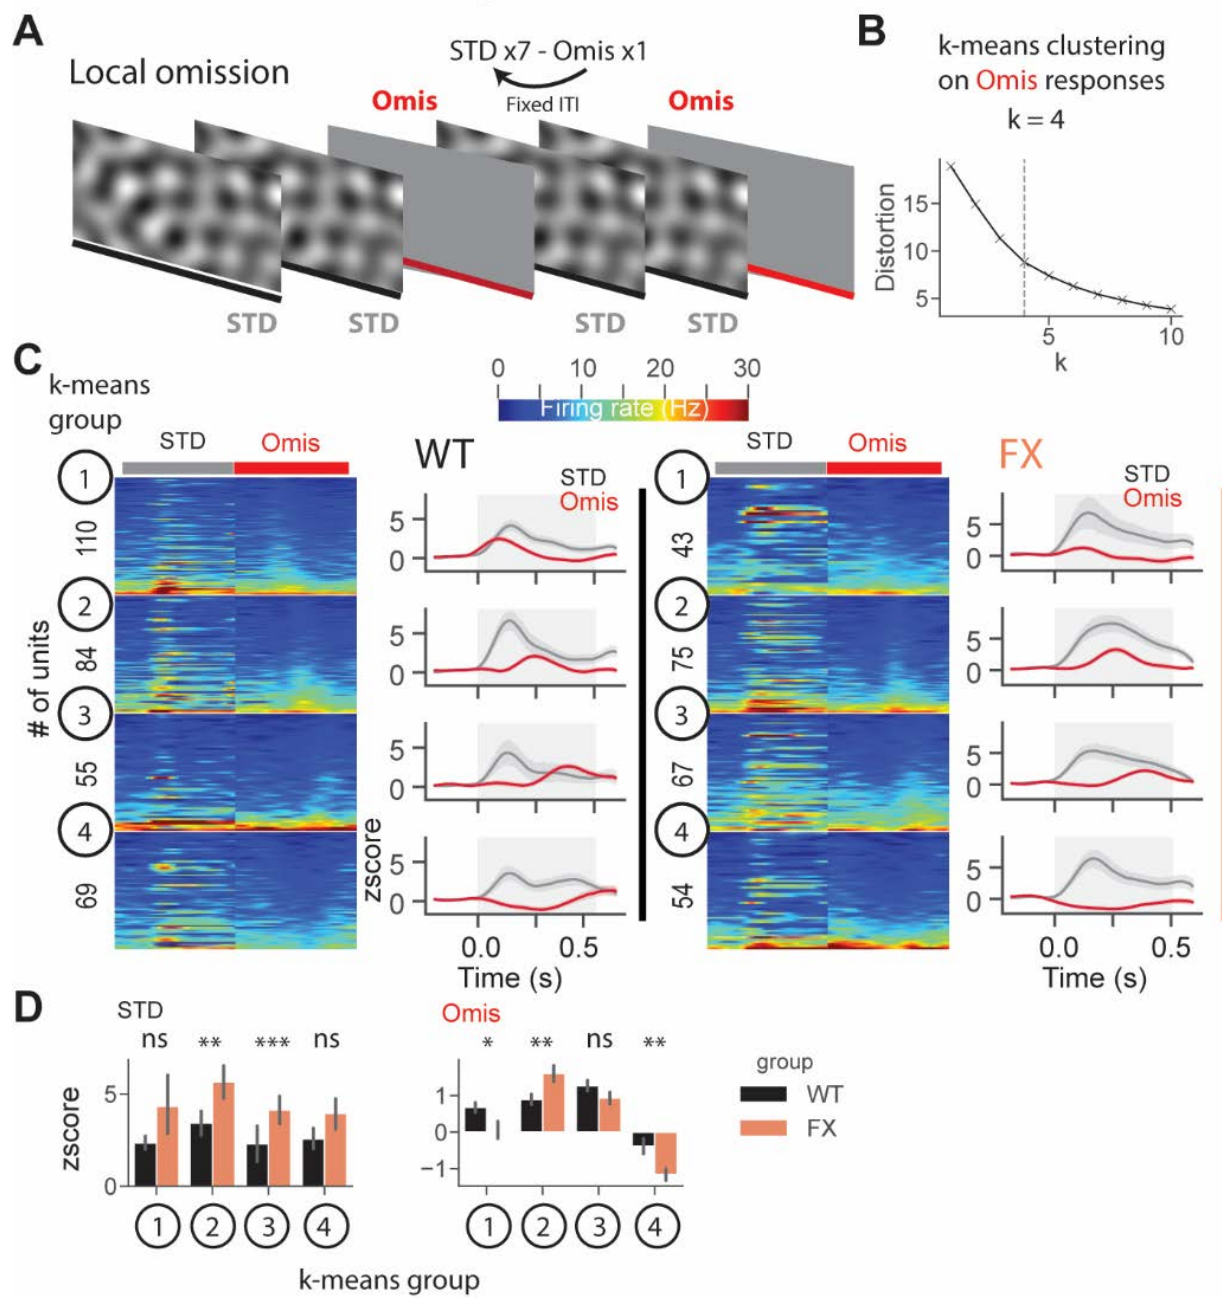 A
Local omission
STD x7 - Omis x1
Fixed ITI
Omis
Omis
STD
STD
STD
STD
B
k-means clustering
on Omis responses
k = 4
Distortion
15
10
5
5
10
k
C
k-means
group
0
10
20
30
Firing rate (Hz)
STD
Omis
WT
STD
Omis
# of units
1
110
2
84
3
55
4
69
5
0
5
0
5
0
5
0
zscore
0.0
0.5
Time (s)
STD
Omis
FX
STD
Omis
1
43
2
75
3
67
4
54
5
0
5
0
5
0
5
0
0.0
0.5
Time (s)
D
STD
ns
**
***
ns
zscore
5
0
1
2
3
4
Omis
*
**
ns
**
1
0
−1
1
2
3
4
k-means group
group
WT
FX